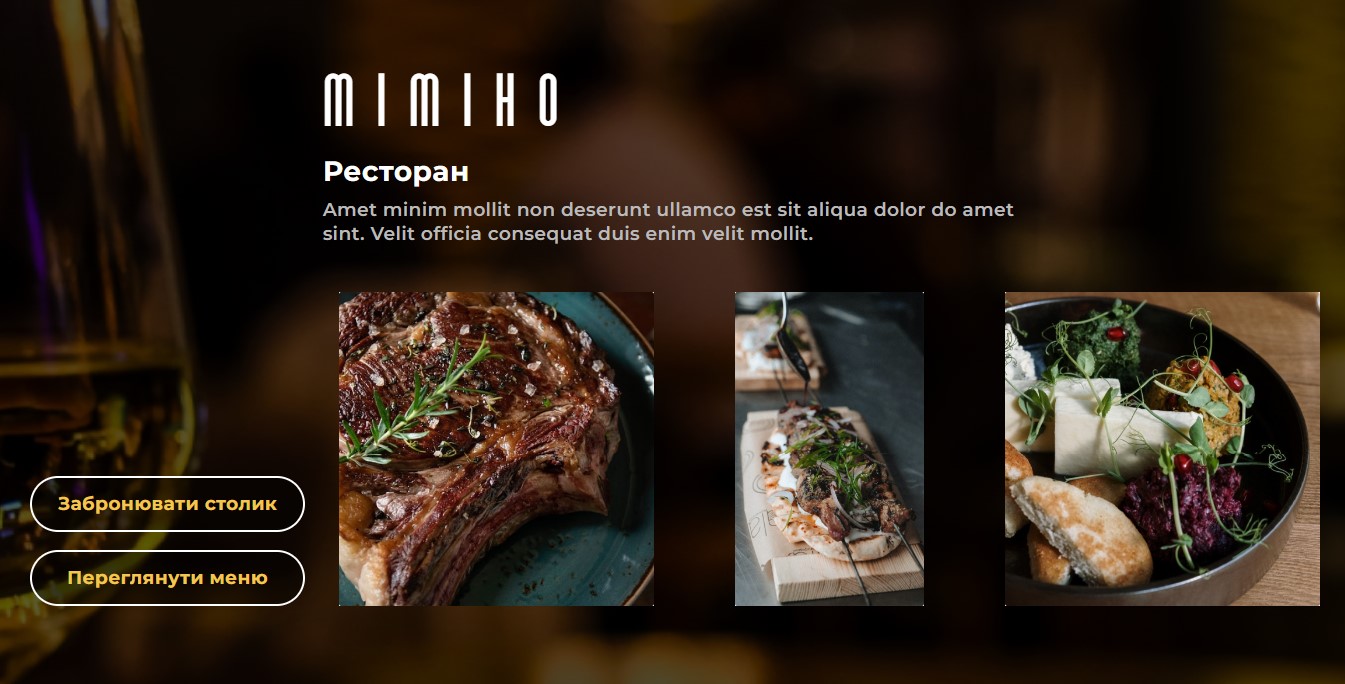 MIMIHO
Ресторан
Amet minim mollit non deserunt ullamco est sit aliqua dolor do amet
sint. Velit officia consequat duis enim velit mollit.
Забронювати столик
Переглянути меню